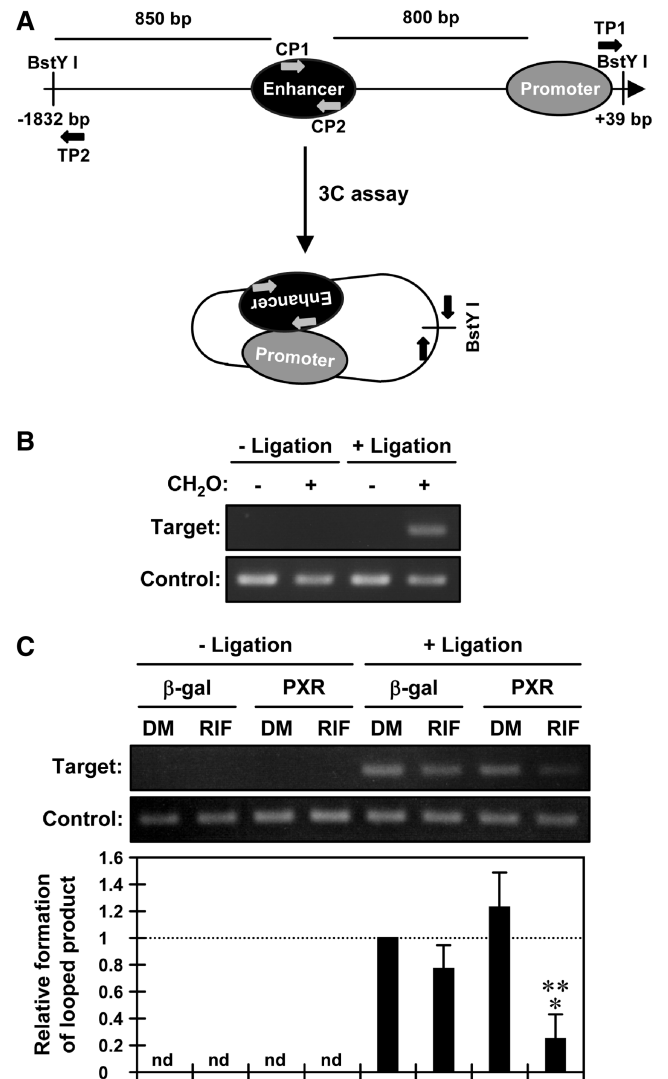 A
850 bp
800 bp
TP1
BstY I
CP1
BstY I
Enhancer
Promoter
-1832 bp
CP2
+39 bp
TP2
3C assay
Enhancer
Promoter
BstY I
B
- Ligation + Ligation
CH2O: - + - +
Target:
Control:
C
- Ligation + Ligation
β-gal PXR β-gal PXR
DM RIF DM RIF DM RIF DM RIF
Target:
Control:
Relative formation
of looped product
1.6
1.4
1.2
1
0.8
0.6
0.4
0.2
0
nd nd nd nd
**
*